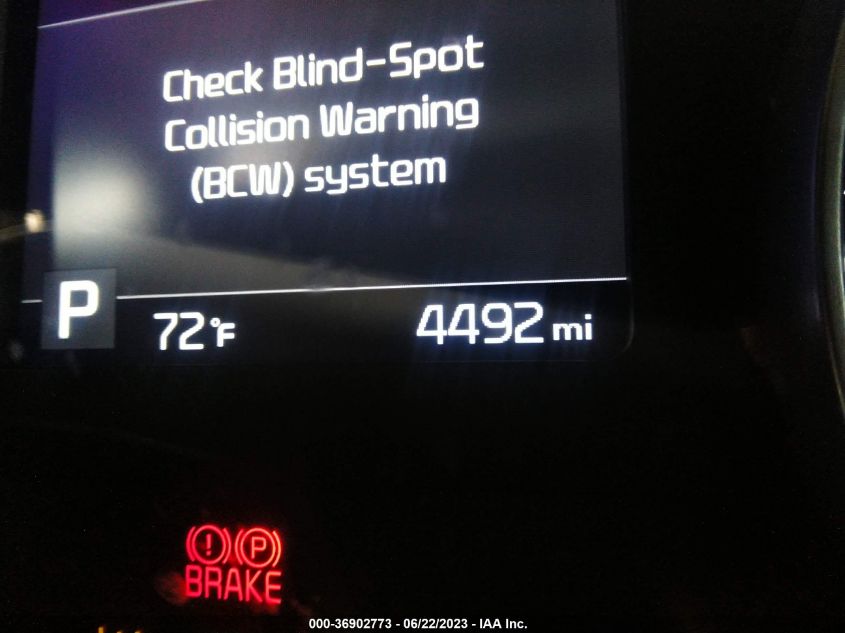 Check Blind-Spot
Collision Warning
(BCW) system
P
72°F
4492 mi
! P
BRAKE
000-36902773 - 06/22/2023 - IAA Inc.